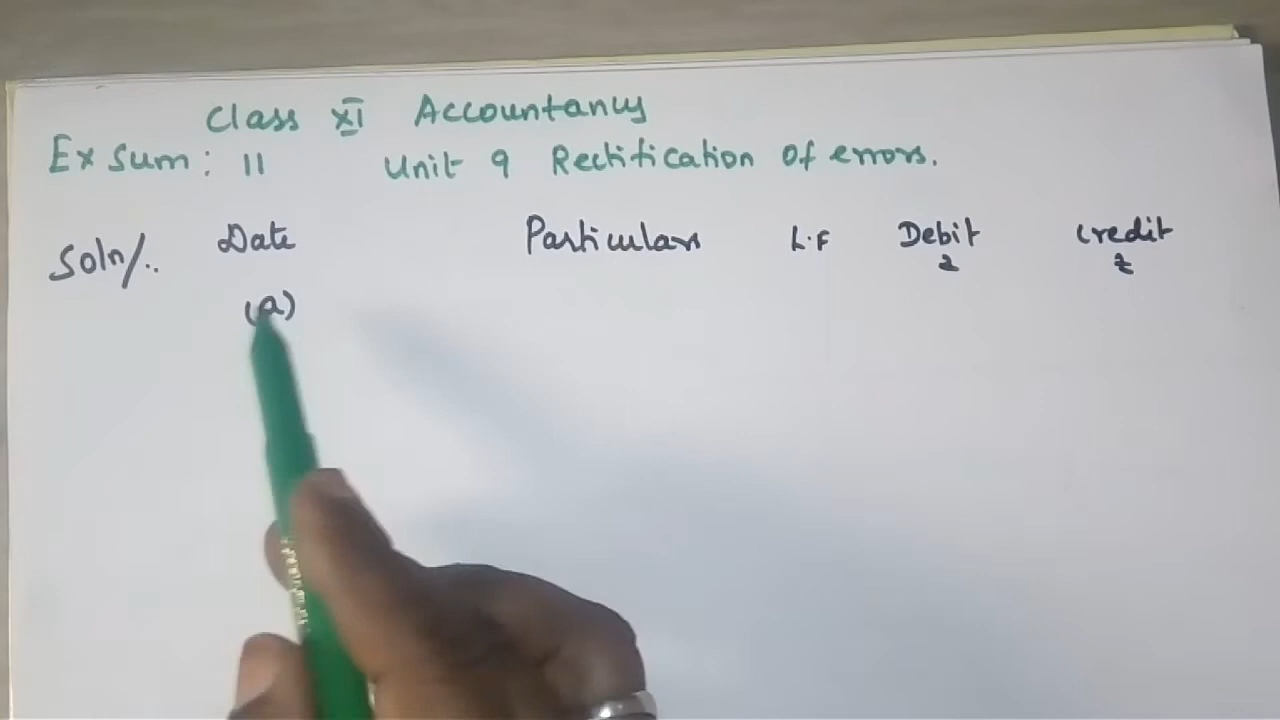 Class XI Accountancy
Ex Sum: 11 Unit 9 Rectification Of errors.
Soln/.. Date Particulars L.F Debit Credit
₹ ₹
(a)